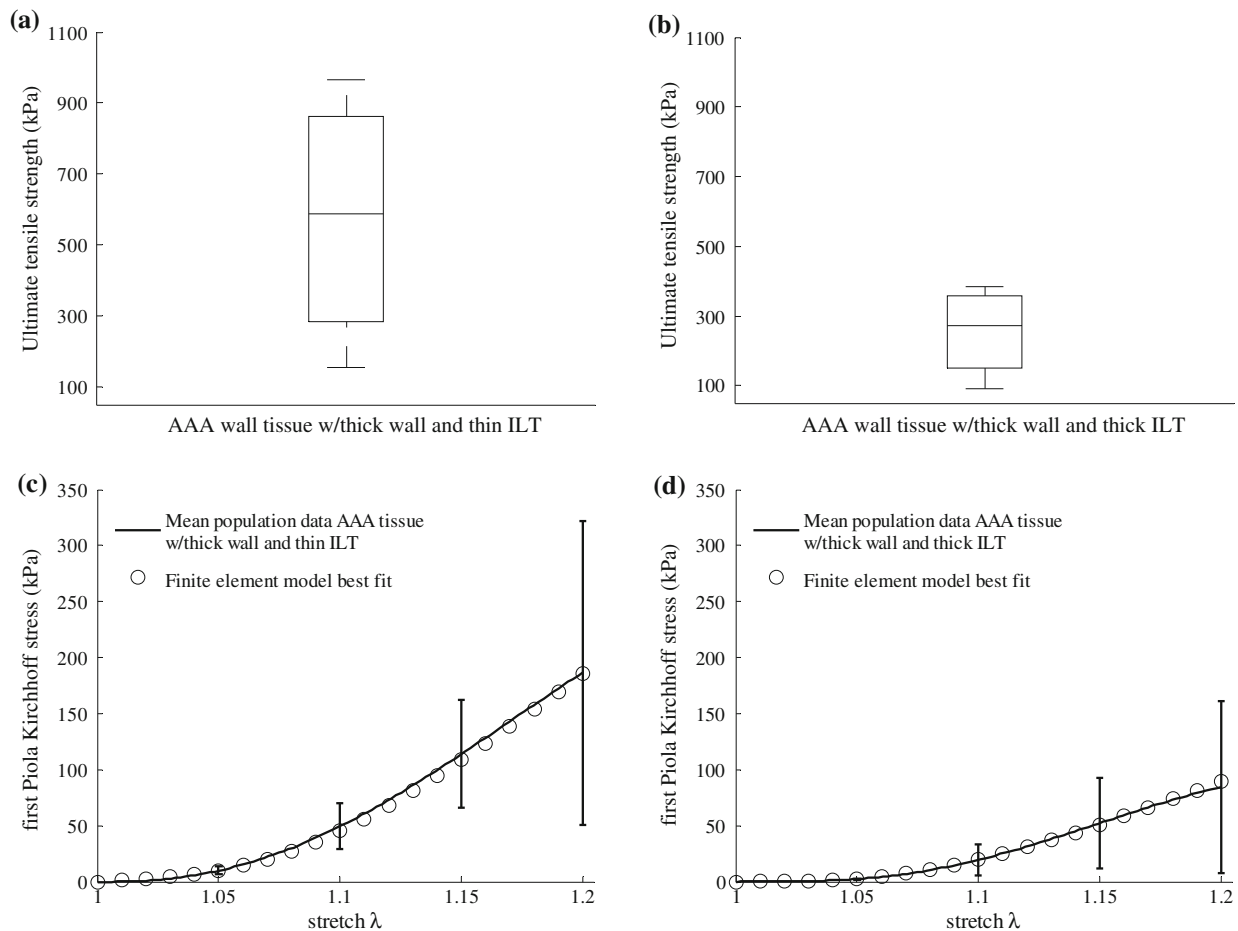 (a)
1100
900
700
500
300
100
Ultimate tensile strength (kPa)
AAA wall tissue w/thick wall and thin ILT
(b)
1100
900
700
500
300
100
Ultimate tensile strength (kPa)
AAA wall tissue w/thick wall and thick ILT
(c)
350
300
250
200
150
100
50
0
first Piola Kirchhoff stress (kPa)
Mean population data AAA tissue
w/thick wall and thin ILT
Finite element model best fit
1
1.05
1.1
1.15
1.2
stretch λ
(d)
350
300
250
200
150
100
50
0
first Piola Kirchhoff stress (kPa)
Mean population data AAA tissue
w/thick wall and thick ILT
Finite element model best fit
1
1.05
1.1
1.15
1.2
stretch λ